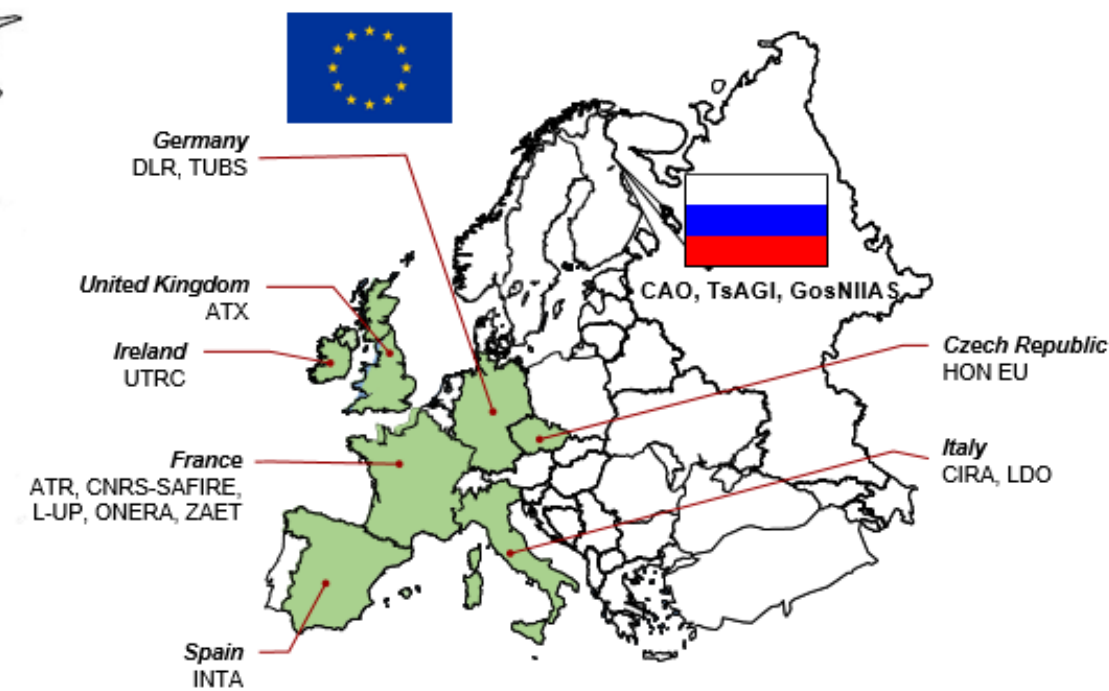 Germany
DLR, TUBS
United Kingdom
ATX
Ireland
UTRC
France
ATR, CNRS-SAFIRE,
L-UP, ONERA, ZAET
Spain
INTA
CAO, TsAGI, GosNIIAS
Czech Republic
HON EU
Italy
CIRA, LDO